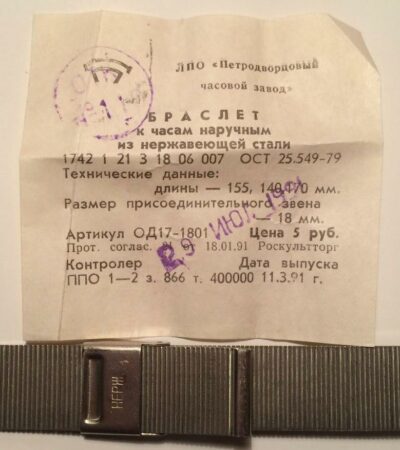 ЛПО «Петродворцовый
часовой завод»
БРАСЛЕТ
к часам наручным
из нержавеющей стали
1742 1 21 3 18 06 007 ОСТ 25.549-79
Технические данные:
длины — 155, 140, 170 мм.
Размер присоединительного звена
— 18 мм.
Артикул ОД17-1801 Цена 5 руб.
Прот. соглас. от 18.01.91 Роскультторг
29 ИЮЛ 1991
Контролер Дата выпуска
ППО 1—2 з. 866 т. 400000 11.3.91 г.
НЕРЖ